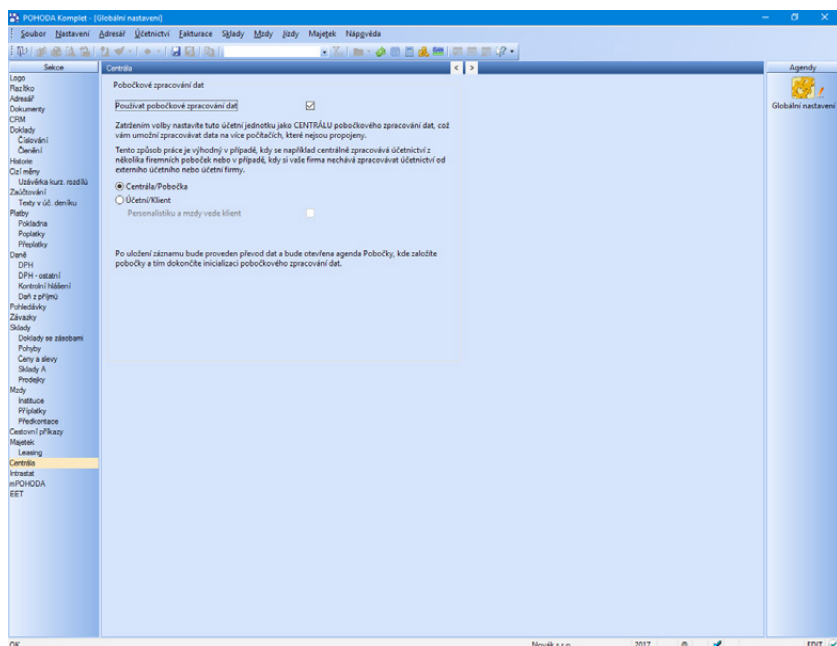 POHODA Komplet - [Globální nastavení]
Soubor Nastavení Adresář Účetnictví Fakturace Sklady Mzdy Jízdy Majetek Nápověda
Sekce
Centrála
< >
Agendy
Logo
Razítko
Adresář
Dokumenty
CRM
Doklady
Číslování
Členění
Historie
Cizí měny
Uzávěrka kurz. rozdílů
Zaúčtování
Texty v úč. deníku
Platby
Pokladna
Poplatky
Přeplatky
Daně
DPH
DPH - ostatní
Kontrolní hlášení
Daň z příjmů
Pohledávky
Závazky
Sklady
Doklady se zásobami
Pohyby
Ceny a slevy
Sklady A
Prodejky
Mzdy
Instituce
Příplatky
Předkontace
Cestovní příkazy
Majetek
Leasing
Centrála
Intrastat
mPOHODA
EET
Pobočkové zpracování dat
Používat pobočkové zpracování dat
Zatržením volby nastavíte tuto účetní jednotku jako CENTRÁLU pobočkového zpracování dat, což
vám umožní zpracovávat data na více počítačích, které nejsou propojeny.
Tento způsob práce je výhodný v případě, kdy se například centrálně zpracovává účetnictví z
několika firemních poboček nebo v případě, kdy si vaše firma nechává zpracovávat účetnictví od
externího účetního nebo účetní firmy.
Centrála/Pobočka
Účetní/Klient
Personalistiku a mzdy vede klient
Po uložení záznamu bude proveden převod dat a bude otevřena agenda Pobočky, kde založíte
pobočky a tím dokončíte inicializaci pobočkového zpracování dat.
Globální nastavení
OK
Novák s.r.o.
2017
@
EDIT